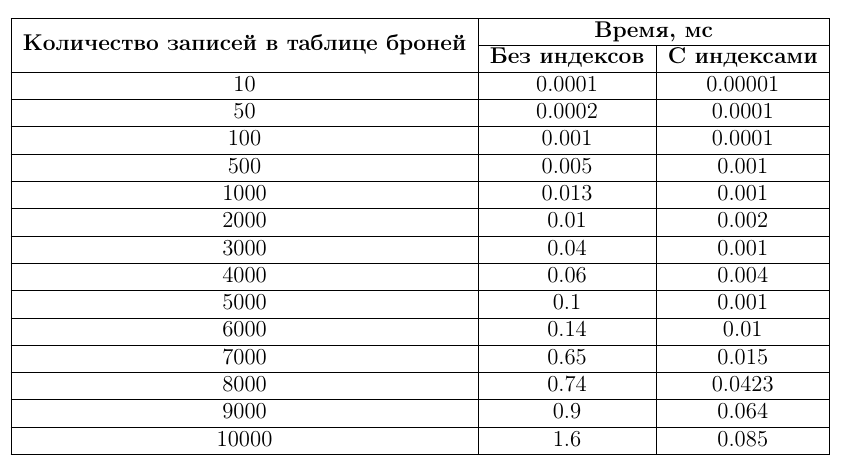 Количество записей в таблице броней Время, мс
Без индексов С индексами
10 0.0001 0.00001
50 0.0002 0.0001
100 0.001 0.0001
500 0.005 0.001
1000 0.013 0.001
2000 0.01 0.002
3000 0.04 0.001
4000 0.06 0.004
5000 0.1 0.001
6000 0.14 0.01
7000 0.65 0.015
8000 0.74 0.0423
9000 0.9 0.064
10000 1.6 0.085